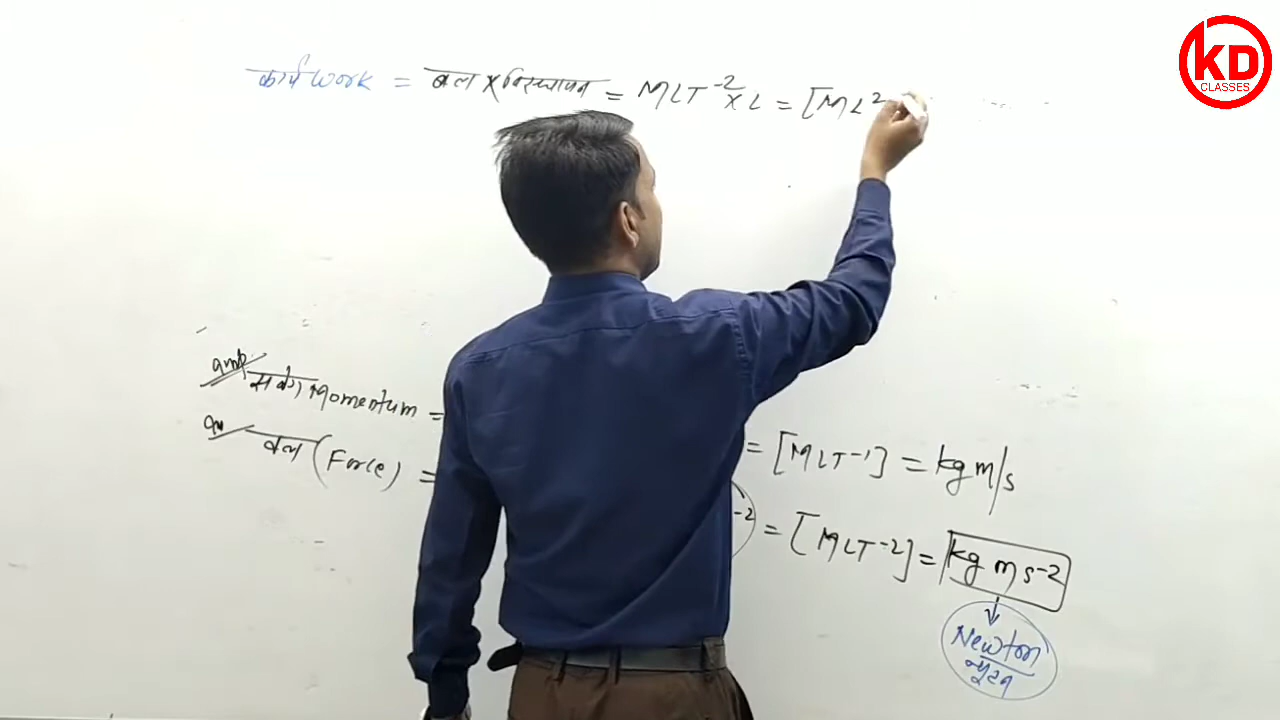 KD
CLASSES
कार्य work = बल x विस्थापन = MLT-2 x L = [ML2
संवेग, Momentum =
= [MLT-1] = kg m/s
बल (Force) =
-2 = [MLT-2] = kg m s-2
Newton
न्यूटन